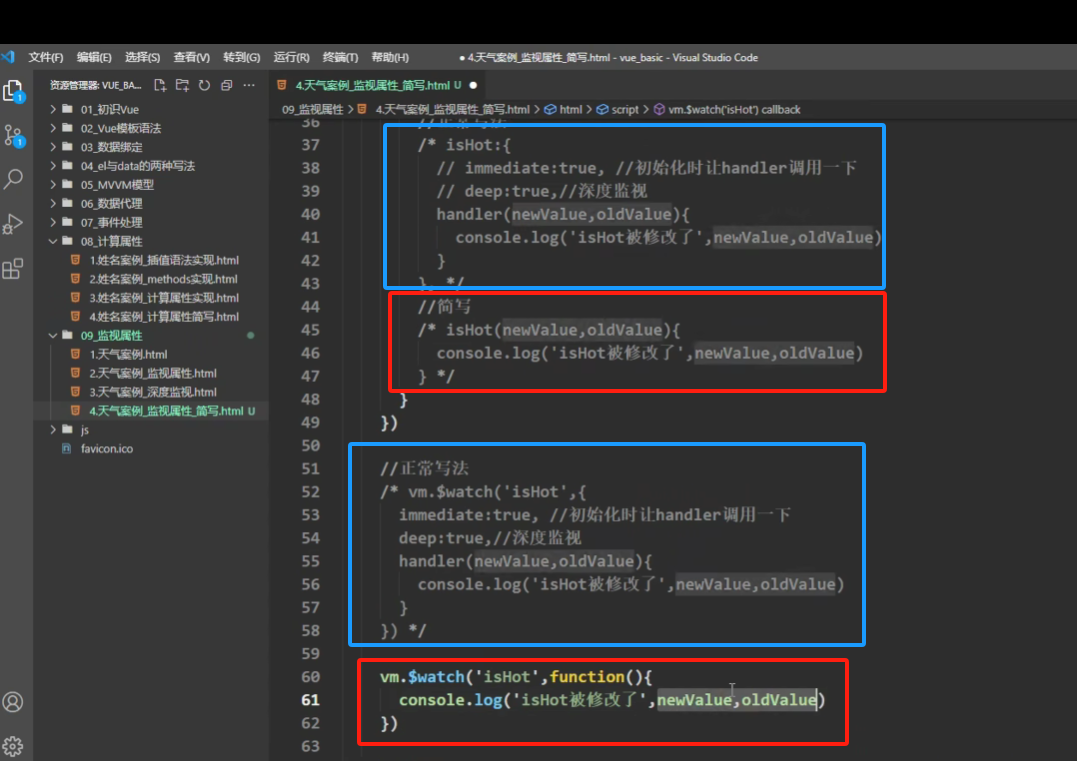 文件(F) 编辑(E) 选择(S) 查看(V) 转到(G) 运行(R) 终端(T) 帮助(H) ● 4.天气案例_监视属性_简写.html - vue_basic - Visual Studio Code
资源管理器: VUE_BA... ···
4.天气案例_监视属性_简写.html U ●
09_监视属性 > 4.天气案例_监视属性_简写.html > html > script > vm.$watch('isHot') callback
1
1
> 01_初识Vue
> 02_Vue模板语法
> 03_数据绑定
> 04_el与data的两种写法
> 05_MVVM模型
> 06_数据代理
> 07_事件处理
08_计算属性
1.姓名案例_插值语法实现.html
2.姓名案例_methods实现.html
3.姓名案例_计算属性实现.html
4.姓名案例_计算属性简写.html
09_监视属性
1.天气案例.html
2.天气案例_监视属性.html
3.天气案例_深度监视.html
4.天气案例_监视属性_简写.html U
> js
favicon.ico
36 //正常写法
37 /* isHot:{
38 // immediate:true, //初始化时让handler调用一下
39 // deep:true,//深度监视
40 handler(newValue,oldValue){
41 console.log('isHot被修改了',newValue,oldValue)
42 }
43 }, */
44 //简写
45 /* isHot(newValue,oldValue){
46 console.log('isHot被修改了',newValue,oldValue)
47 } */
48 }
49 })
50
51 //正常写法
52 /* vm.$watch('isHot',{
53 immediate:true, //初始化时让handler调用一下
54 deep:true,//深度监视
55 handler(newValue,oldValue){
56 console.log('isHot被修改了',newValue,oldValue)
57 }
58 }) */
59
60 vm.$watch('isHot',function(){
61 console.log('isHot被修改了',newValue,oldValue)
62 })
63